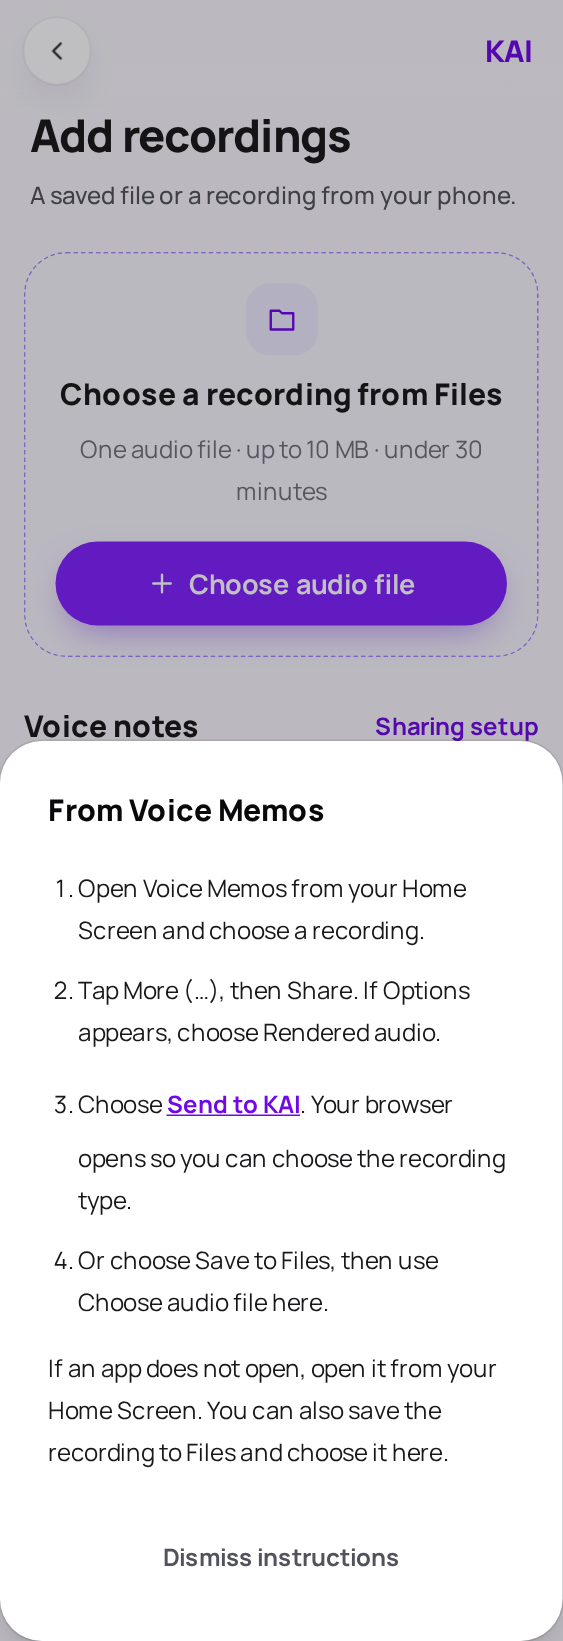 KAI
Add recordings
A saved file or a recording from your phone.
Choose a recording from Files
One audio file · up to 10 MB · under 30
minutes
+ Choose audio file
Voice notes
Sharing setup
From Voice Memos
1. Open Voice Memos from your Home
Screen and choose a recording.
2. Tap More (…), then Share. If Options
appears, choose Rendered audio.
3. Choose Send to KAI. Your browser
opens so you can choose the recording
type.
4. Or choose Save to Files, then use
Choose audio file here.
If an app does not open, open it from your
Home Screen. You can also save the
recording to Files and choose it here.
Dismiss instructions